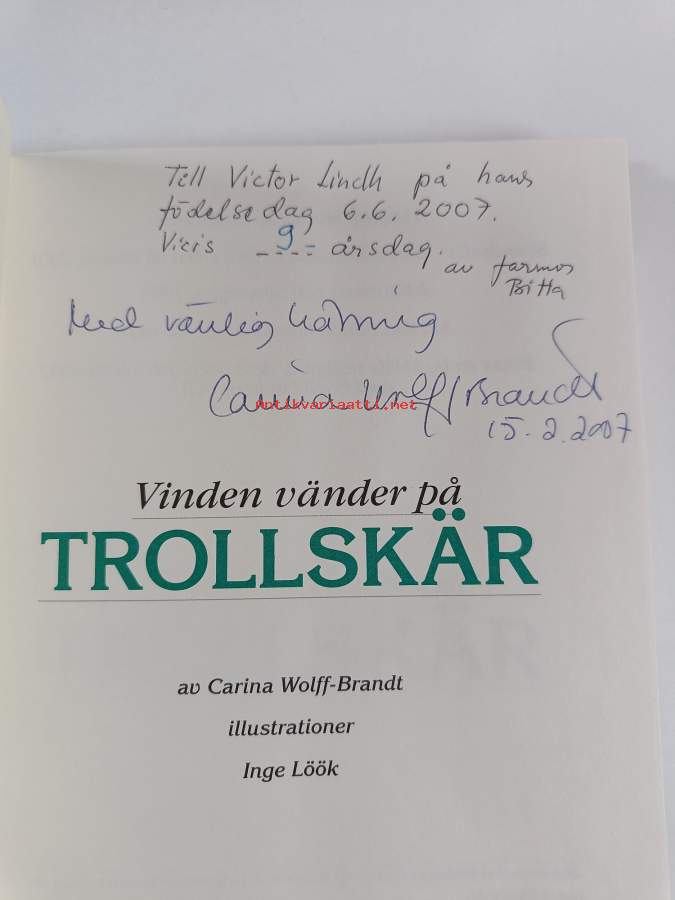 Till Victor Lindh på hans
födelsedag 6.6. 2007.
Vici's 9 årsdag.
av farmor
Britta
Med vänlig hälsning
Carina Wolff-Brandt
antikvariaatti.net
15.2.2007
Vinden vänder på
TROLLSKÄR
av Carina Wolff-Brandt
illustrationer
Inge Löök